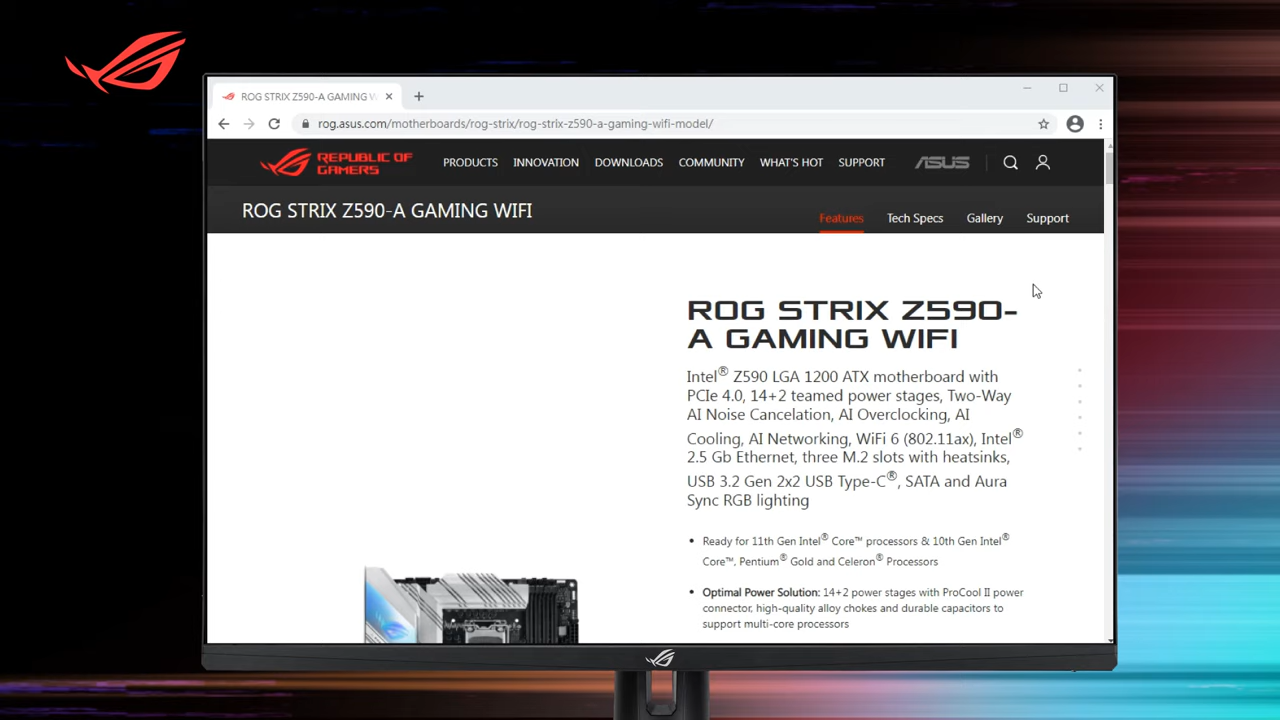 ROG STRIX Z590-A GAMING W
rog.asus.com/motherboards/rog-strix/rog-strix-z590-a-gaming-wifi-model/
REPUBLIC OF
GAMERS
PRODUCTS INNOVATION DOWNLOADS COMMUNITY WHAT'S HOT SUPPORT ASUS
ROG STRIX Z590-A GAMING WIFI
Features Tech Specs Gallery Support
ROG STRIX Z590-
A GAMING WIFI
Intel® Z590 LGA 1200 ATX motherboard with
PCIe 4.0, 14+2 teamed power stages, Two-Way
AI Noise Cancelation, AI Overclocking, AI
Cooling, AI Networking, WiFi 6 (802.11ax), Intel®
2.5 Gb Ethernet, three M.2 slots with heatsinks,
USB 3.2 Gen 2x2 USB Type-C®, SATA and Aura
Sync RGB lighting
• Ready for 11th Gen Intel® Core™ processors & 10th Gen Intel®
Core™, Pentium® Gold and Celeron® Processors
• Optimal Power Solution: 14+2 power stages with ProCool II power
connector, high-quality alloy chokes and durable capacitors to
support multi-core processors